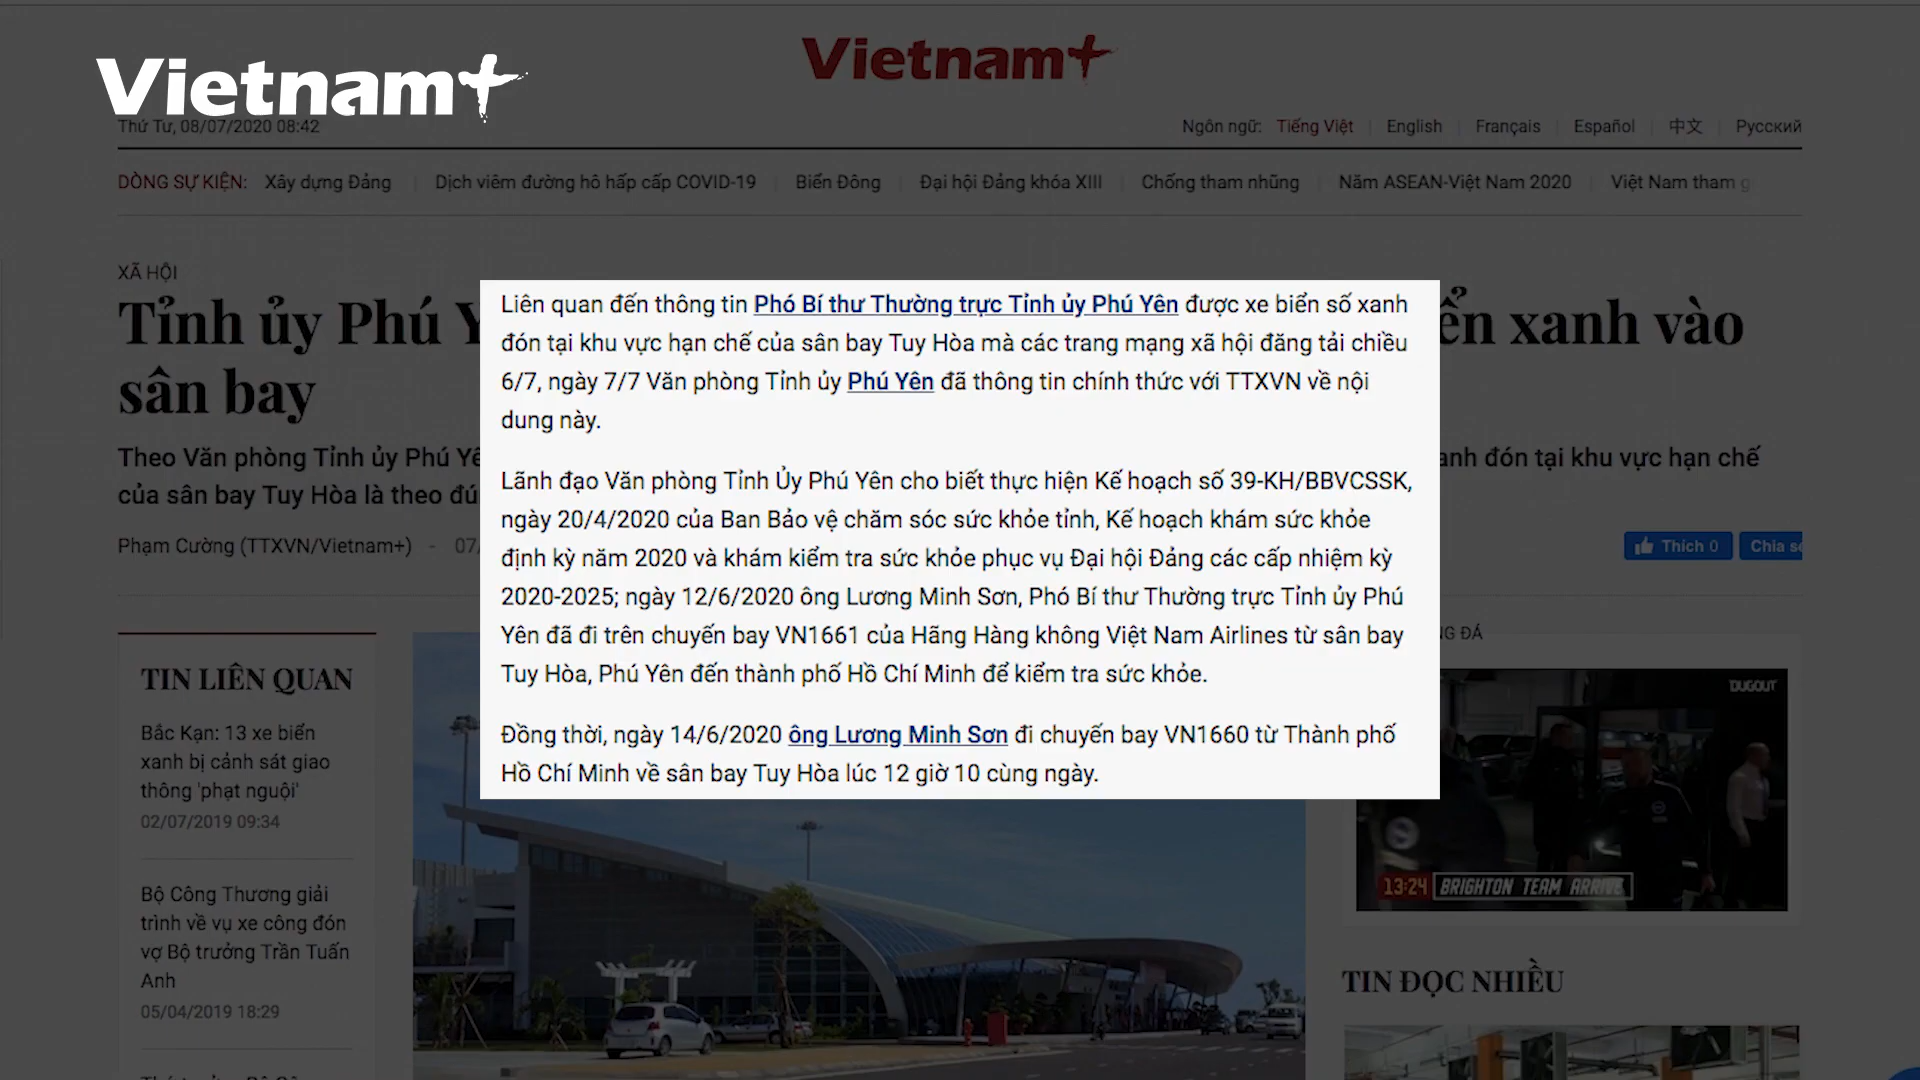 Vietnam+
Vietnam+
Thứ Tư, 08/07/2020 08:42
Ngôn ngữ: Tiếng Việt English Français Español 中文 Русский
DÒNG SỰ KIỆN: Xây dựng Đảng Dịch viêm đường hô hấp cấp COVID-19 Biển Đông Đại hội Đảng khóa XIII Chống tham nhũng Năm ASEAN-Việt Nam 2020 Việt Nam tham
XÃ HỘI
Tỉnh ủy Phú xanh vào
sân bay
Theo Văn phòng Tỉnh ủy Phú đón tại khu vực hạn chế
của sân bay Tuy Hòa là theo
Phạm Cường (TTXVN/Vietnam+) - 07/
Thích 0
Chia
Liên quan đến thông tin Phó Bí thư Thường trực Tỉnh ủy Phú Yên được xe biển số xanh
đón tại khu vực hạn chế của sân bay Tuy Hòa mà các trang mạng xã hội đăng tải chiều
6/7, ngày 7/7 Văn phòng Tỉnh ủy Phú Yên đã thông tin chính thức với TTXVN về nội
dung này.
Lãnh đạo Văn phòng Tỉnh Ủy Phú Yên cho biết thực hiện Kế hoạch số 39-KH/BBVCSSK,
ngày 20/4/2020 của Ban Bảo vệ chăm sóc sức khỏe tỉnh, Kế hoạch khám sức khỏe
định kỳ năm 2020 và khám kiểm tra sức khỏe phục vụ Đại hội Đảng các cấp nhiệm kỳ
2020-2025; ngày 12/6/2020 ông Lương Minh Sơn, Phó Bí thư Thường trực Tỉnh ủy Phú
Yên đã đi trên chuyến bay VN1661 của Hãng Hàng không Việt Nam Airlines từ sân bay
Tuy Hòa, Phú Yên đến thành phố Hồ Chí Minh để kiểm tra sức khỏe.
Đồng thời, ngày 14/6/2020 ông Lương Minh Sơn đi chuyến bay VN1660 từ Thành phố
Hồ Chí Minh về sân bay Tuy Hòa lúc 12 giờ 10 cùng ngày.
TIN LIÊN QUAN
Bắc Kạn: 13 xe biển
xanh bị cảnh sát giao
thông 'phạt nguội'
02/07/2019 09:34
Bộ Công Thương giải
trình về vụ xe công đón
vợ Bộ trưởng Trần Tuấn
Anh
05/04/2019 18:29
ĐÁ
DUGOUT
13:24 BRIGHTON TEAM ARRIVE
TIN ĐỌC NHIỀU